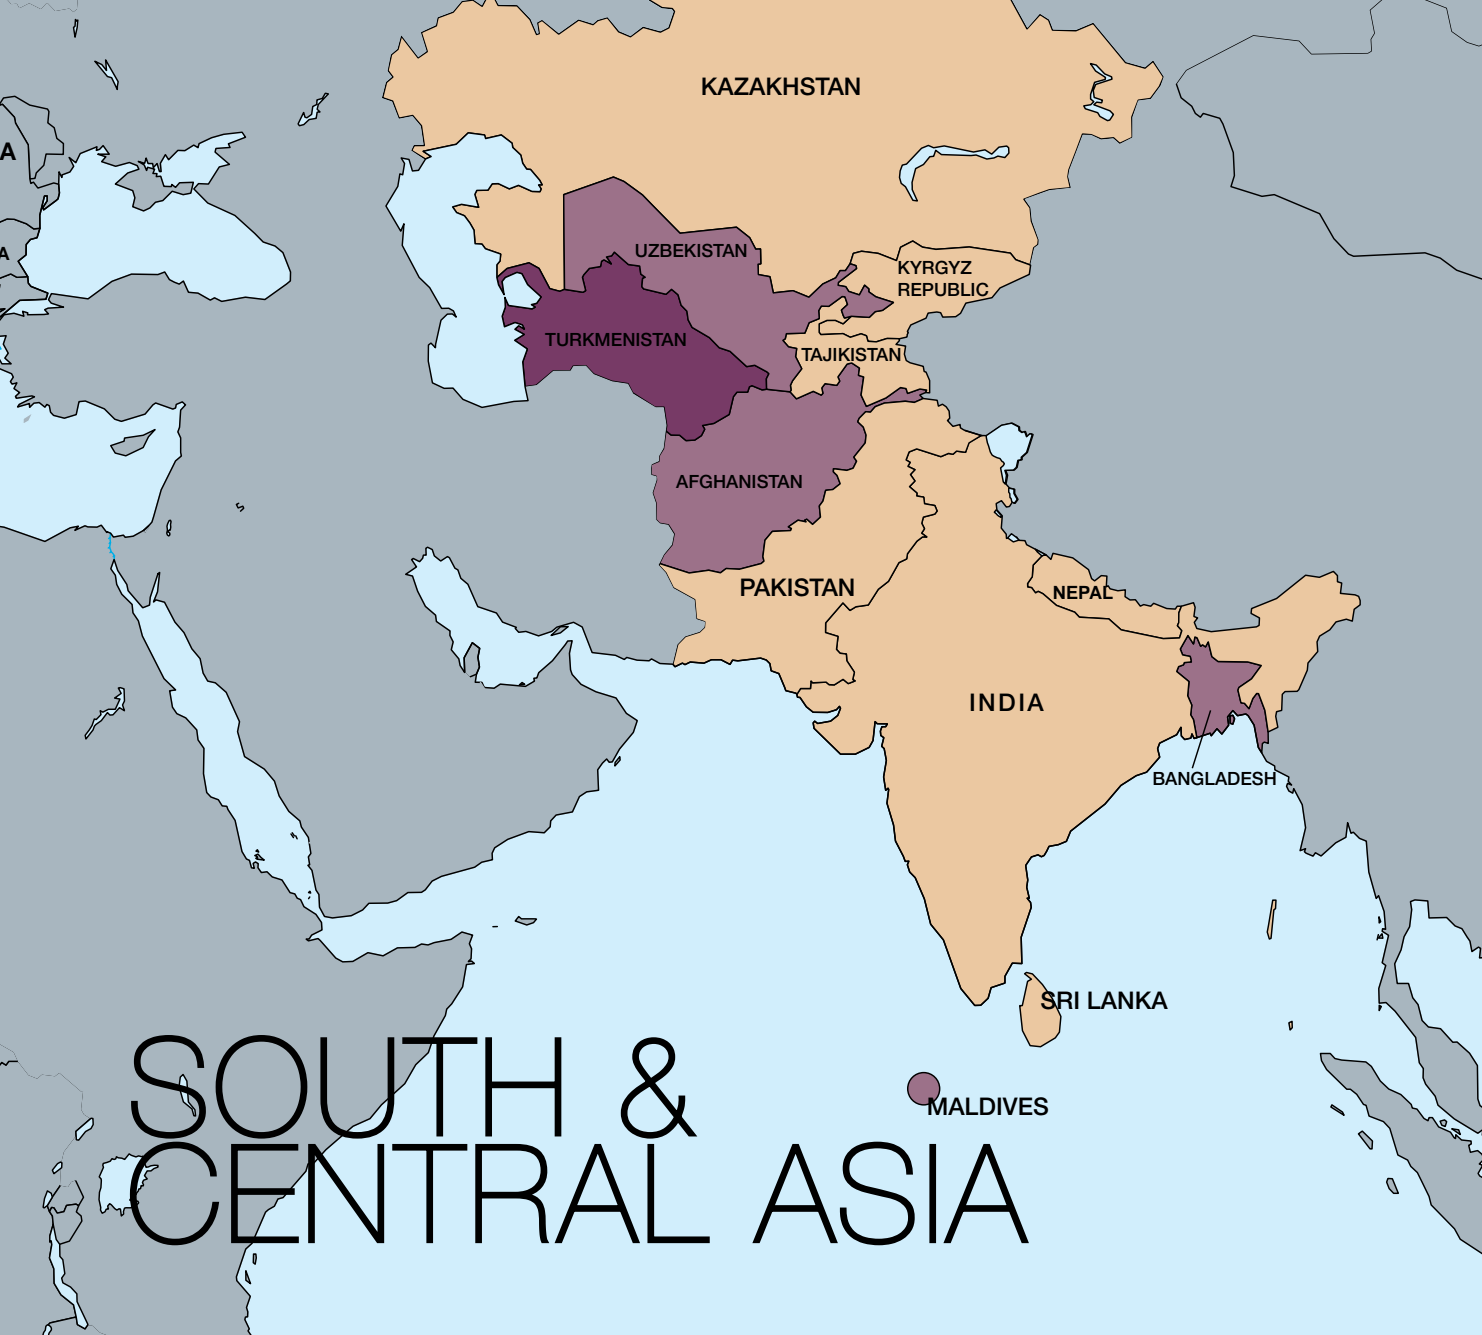 KAZAKHSTAN
A
UZBEKISTAN
A
KYRGYZ
REPUBLIC
TURKMENISTAN
TAJIKISTAN
AFGHANISTAN
PAKISTAN
NEPAL
INDIA
BANGLADESH
SRI LANKA
MALDIVES
SOUTH &
CENTRAL ASIA